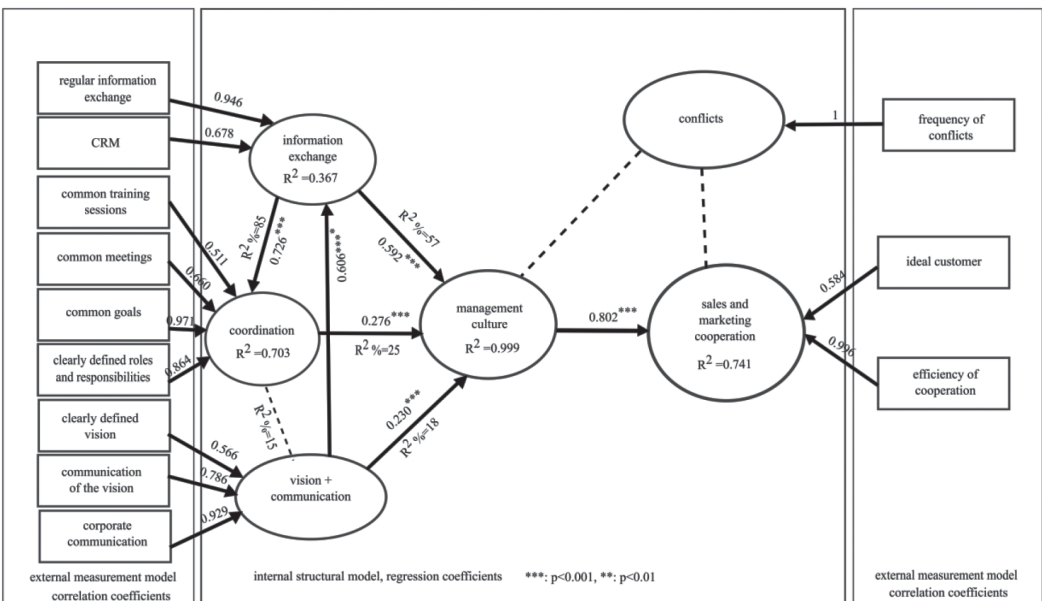 regular information
exchange
CRM
common training
sessions
common meetings
common goals
clearly defined roles
and responsibilities
clearly defined
vision
communication
of the vision
corporate
communication
external measurement model
correlation coefficients
0.946
0.678
0.511
0.660
0.971
0.864
0.566
0.786
0.929
information
exchange
R² =0.367
R² %=85
0.726***
0.606***
*
R² %=57
0.592***
coordination
R² =0.703
0.276***
R² %=25
R² %=15
vision +
communication
0.230***
R² %=18
management
culture
R² =0.999
0.802***
conflicts
sales and
marketing
cooperation
R² =0.741
internal structural model, regression coefficients ***: p<0.001, **: p<0.01
1
frequency of
conflicts
0.584
ideal customer
0.996
efficiency of
cooperation
external measurement model
correlation coefficients